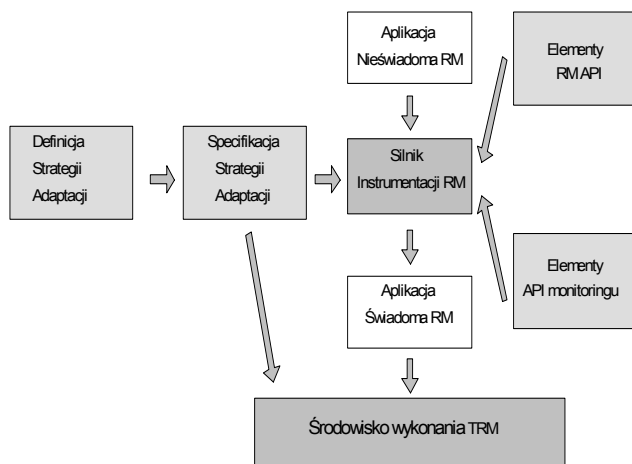 Aplikacja
Nieświadoma RM
Elementy
RM API
Definicja
Strategii
Adaptacji
Specifikacja
Strategii
Adaptacji
Silnik
Instrumentacji RM
Aplikacja
Świadoma RM
Elementy
API monitoringu
Środowisko wykonania TRM